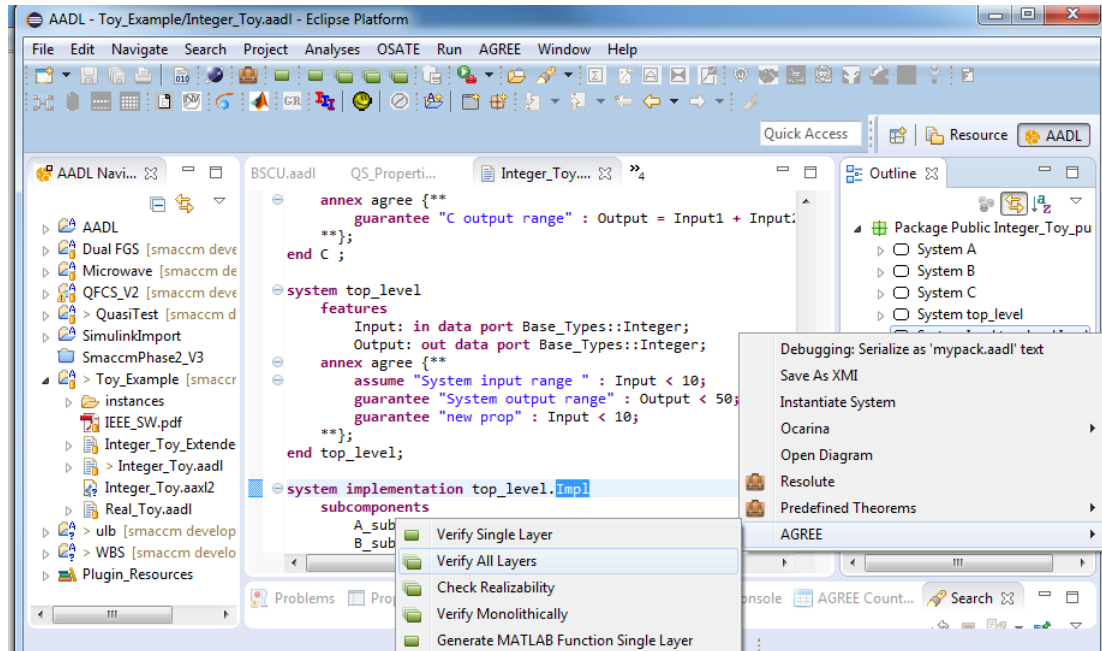 AADL - Toy_Example/Integer_Toy.aadl - Eclipse Platform
File Edit Navigate Search Project Analyses OSATE Run AGREE Window Help
Quick Access
Resource
AADL
AADL Navi...
AADL
Dual FGS [smaccm deve
Microwave [smaccm de
QFCS_V2 [smaccm deve
> QuasiTest [smaccm d
SimulinkImport
SmaccmPhase2_V3
> Toy_Example [smaccr
instances
IEEE_SW.pdf
Integer_Toy_Extende
> Integer_Toy.aadl
Integer_Toy.aaxl2
Real_Toy.aadl
> ulb [smaccm develop
> WBS [smaccm develo
Plugin_Resources
BSCU.aadl
QS_Properti...
Integer_Toy....
»4
annex agree {**
guarantee "C output range" : Output = Input1 + Input2
**};
end C ;
system top_level
features
Input: in data port Base_Types::Integer;
Output: out data port Base_Types::Integer;
annex agree {**
assume "System input range " : Input < 10;
guarantee "System output range" : Output < 50;
guarantee "new prop" : Input < 10;
**};
end top_level;
system implementation top_level.Impl
subcomponents
A_sub
B_sub
Outline
Package Public Integer_Toy_pu
System A
System B
System C
System top_level
Debugging: Serialize as 'mypack.aadl' text
Save As XMI
Instantiate System
Ocarina
Open Diagram
Resolute
Predefined Theorems
AGREE
Verify Single Layer
Verify All Layers
Check Realizability
Verify Monolithically
Generate MATLAB Function Single Layer
Problems
Prop
onsole
AGREE Count...
Search